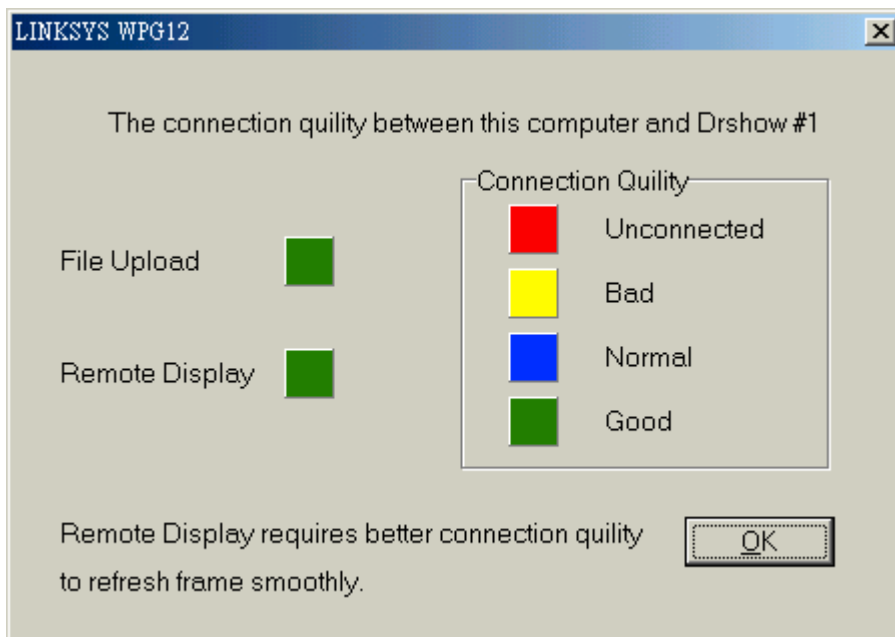 LINKSYS WPG12
The connection quility between this computer and Drshow #1
Connection Quility
Unconnected
File Upload
Bad
Normal
Remote Display
Good
Remote Display requires better connection quility
to refresh frame smoothly.
OK